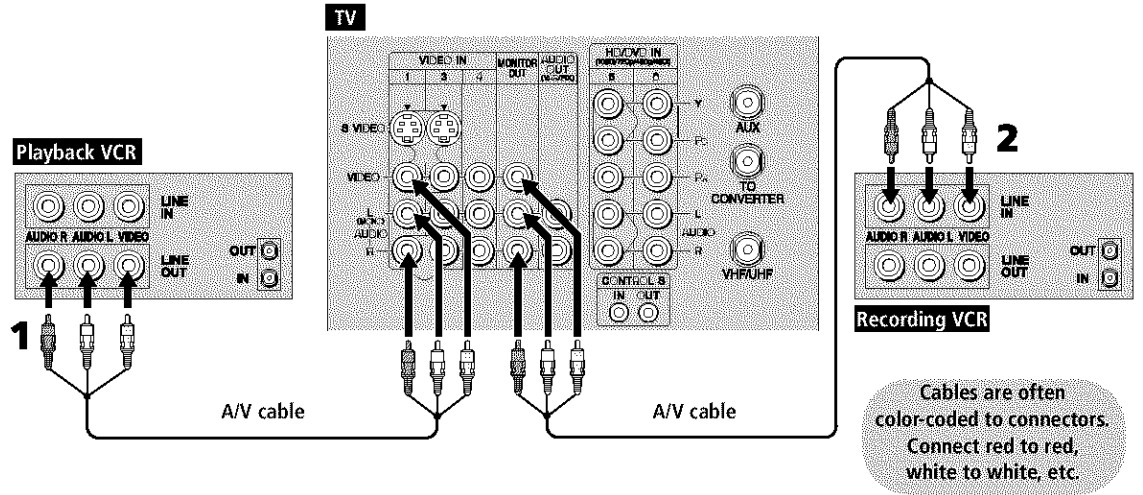 TV
VIDEO IN
1 3 4
MONITOR OUT
AUDIO OUT
HD/DVD IN
5 6
S VIDEO
VIDEO
L
(MONO)
AUDIO
R
Y
L
AUDIO
R
AUX
TO
CONVERTER
VHF/UHF
CONTROL S
IN OUT
Playback VCR
LINE
IN
AUDIO R AUDIO L VIDEO
LINE
OUT
OUT
IN
1
A/V cable
A/V cable
2
LINE
IN
AUDIO R AUDIO L VIDEO
LINE
OUT
OUT
IN
Recording VCR
Cables are often
color-coded to connectors.
Connect red to red,
white to white, etc.